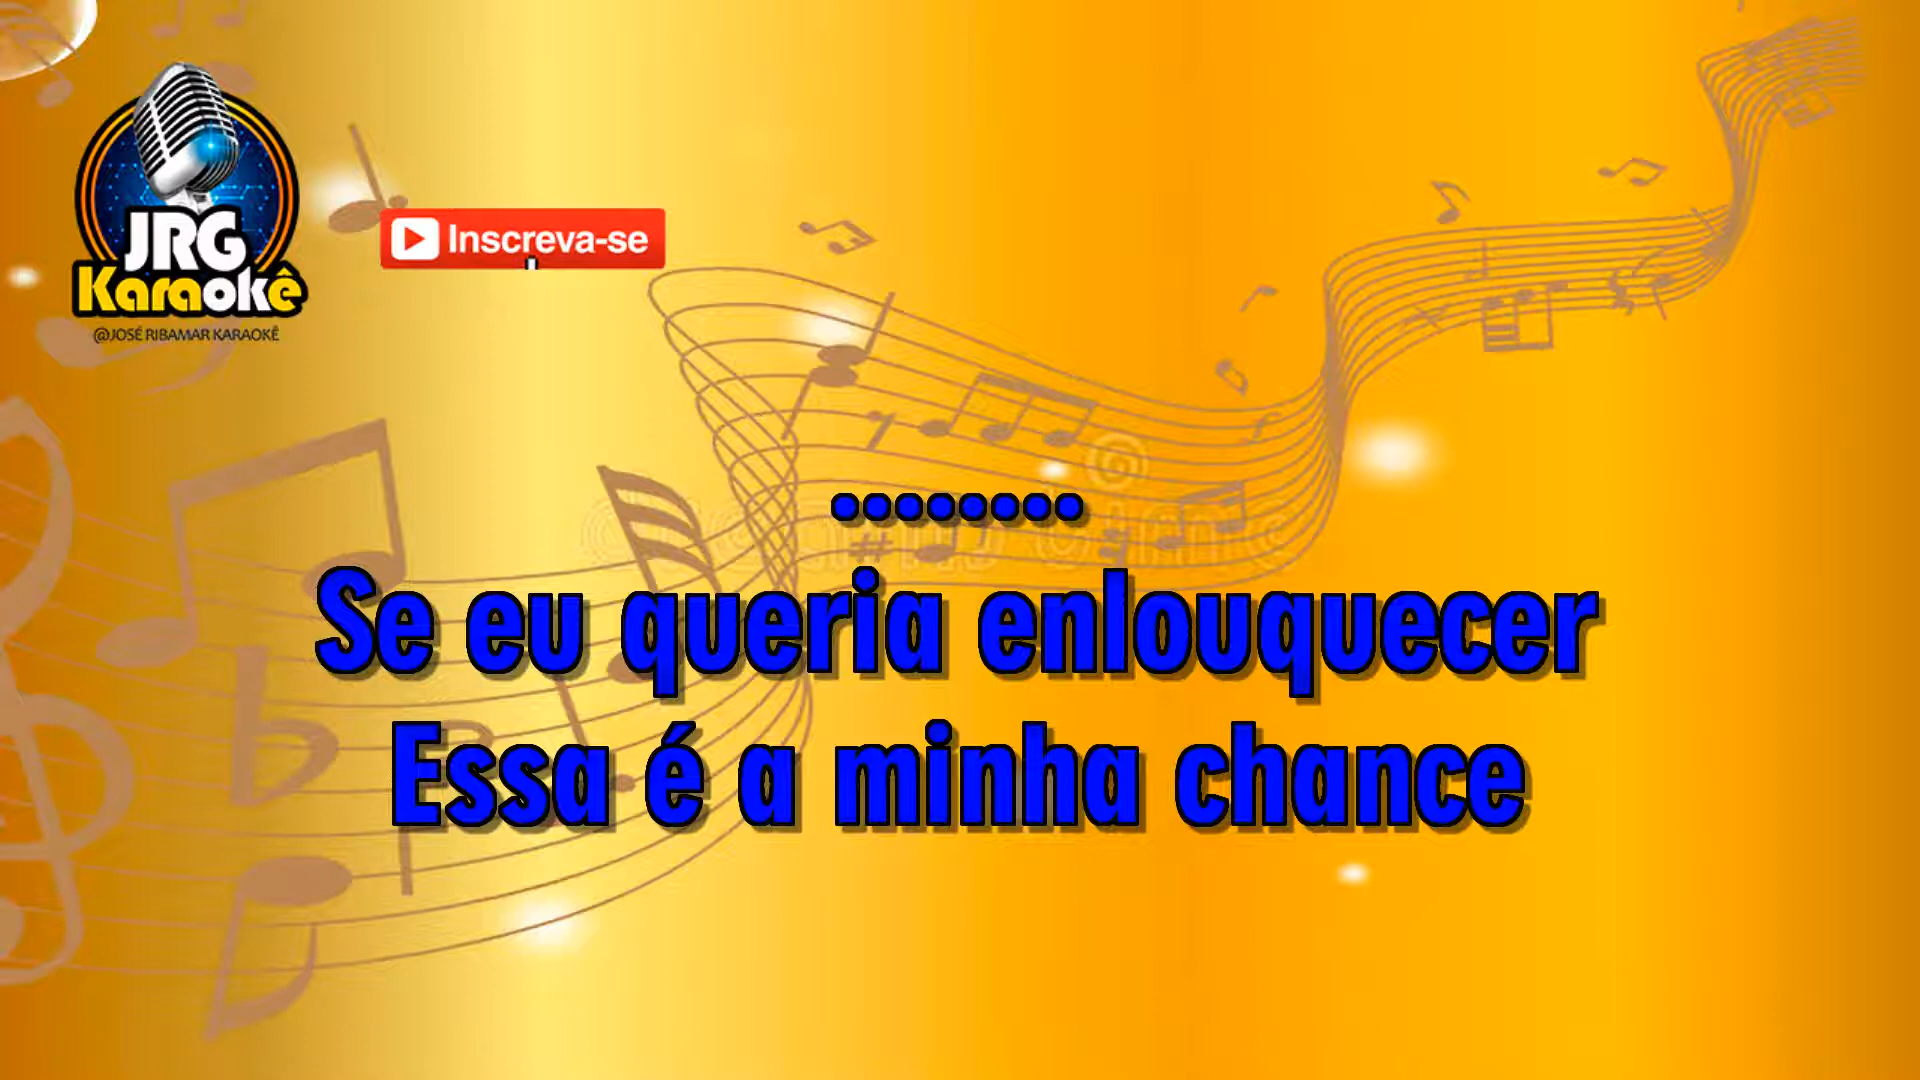 JRG
Karaokê
@JOSÉ RIBAMAR KARAOKÊ
Inscreva-se
........
Se eu queria enlouquecer
Essa é a minha chance